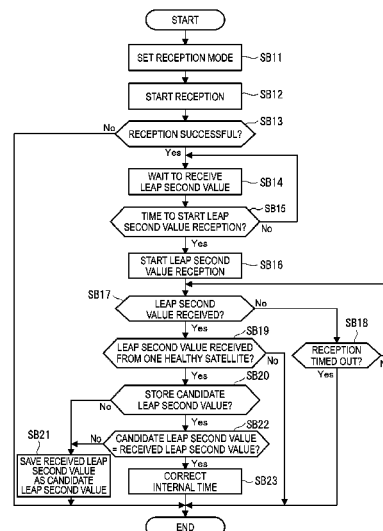 START
SET RECEPTION MODE
SB11
START RECEPTION
SB12
SB13
No
RECEPTION SUCCESSFUL?
Yes
WAIT TO RECEIVE
LEAP SECOND VALUE
SB14
SB15
TIME TO START LEAP
SECOND VALUE RECEPTION?
No
Yes
START LEAP SECOND
VALUE RECEPTION
SB16
SB17
LEAP SECOND
VALUE RECEIVED?
No
Yes
SB19
SB18
LEAP SECOND VALUE RECEIVED
FROM ONE HEALTHY SATELLITE?
No
RECEPTION
TIMED OUT?
No
Yes
Yes
SB20
No
STORE CANDIDATE
LEAP SECOND VALUE?
Yes
SB22
SB21
No
CANDIDATE LEAP SECOND VALUE
= RECEIVED LEAP SECOND VALUE?
SAVE RECEIVED LEAP
SECOND VALUE
AS CANDIDATE
LEAP SECOND VALUE
Yes
CORRECT
INTERNAL TIME
SB23
END